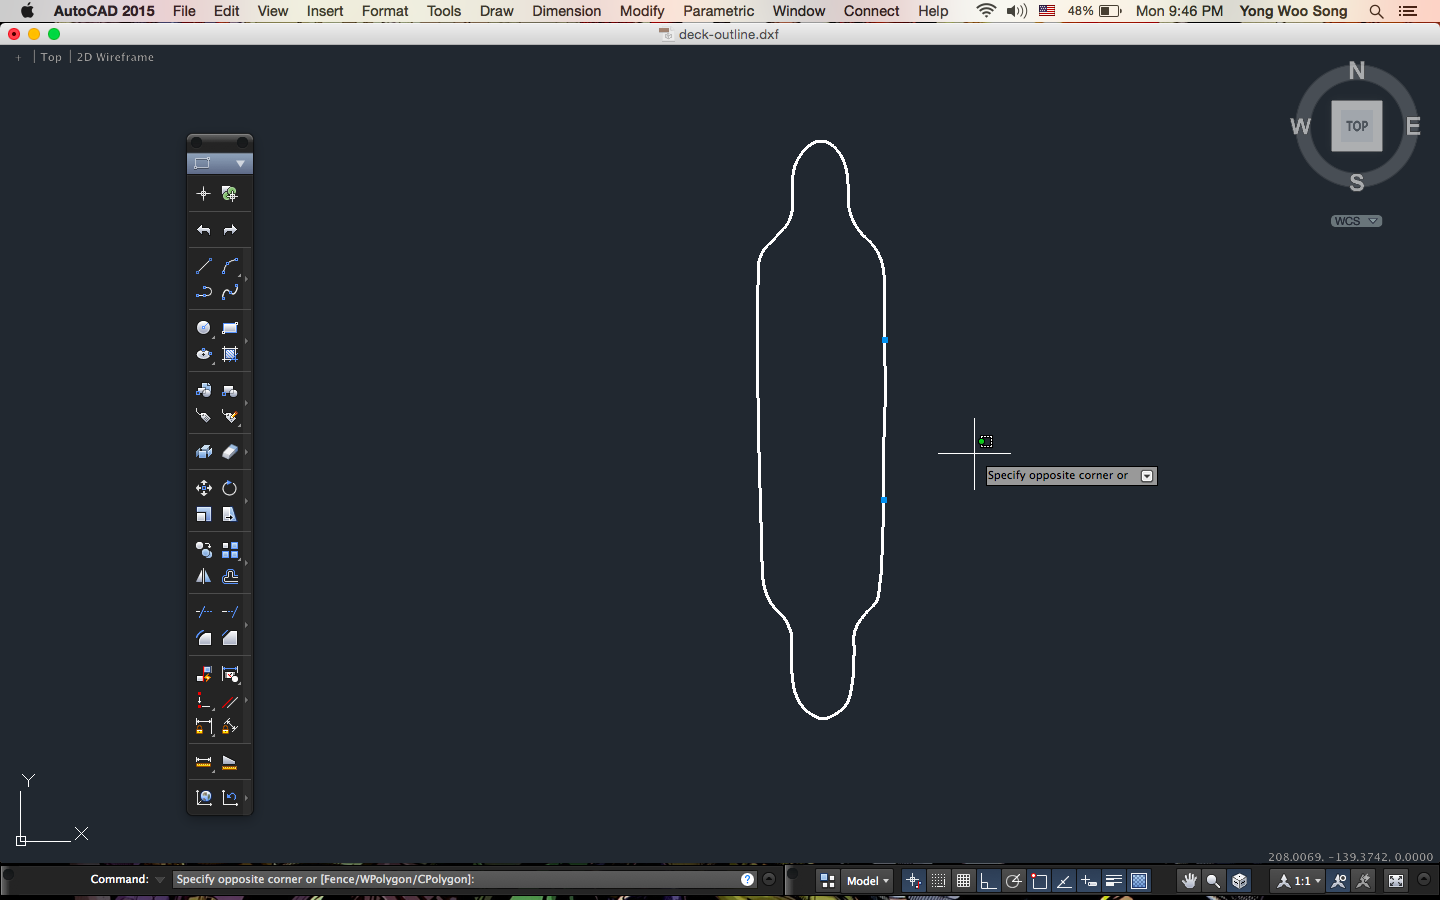 AutoCAD 2015 File Edit View Insert Format Tools Draw Dimension Modify Parametric Window Connect Help 48% Mon 9:46 PM Yong Woo Song
deck-outline.dxf
+ | Top | 2D Wireframe
N
W TOP E
S
WCS
Specify opposite corner or
Y
X
208.0069, -139.3742, 0.0000
Command: Specify opposite corner or [Fence/WPolygon/CPolygon]: ? Model 1:1